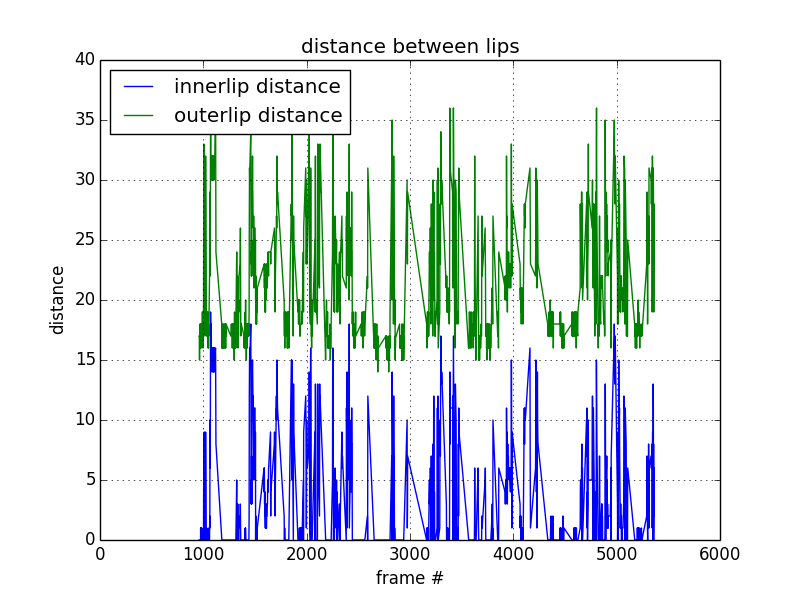 distance between lips
innerlip distance
outerlip distance
distance
40
35
30
25
20
15
10
5
0
0 1000 2000 3000 4000 5000 6000
frame #